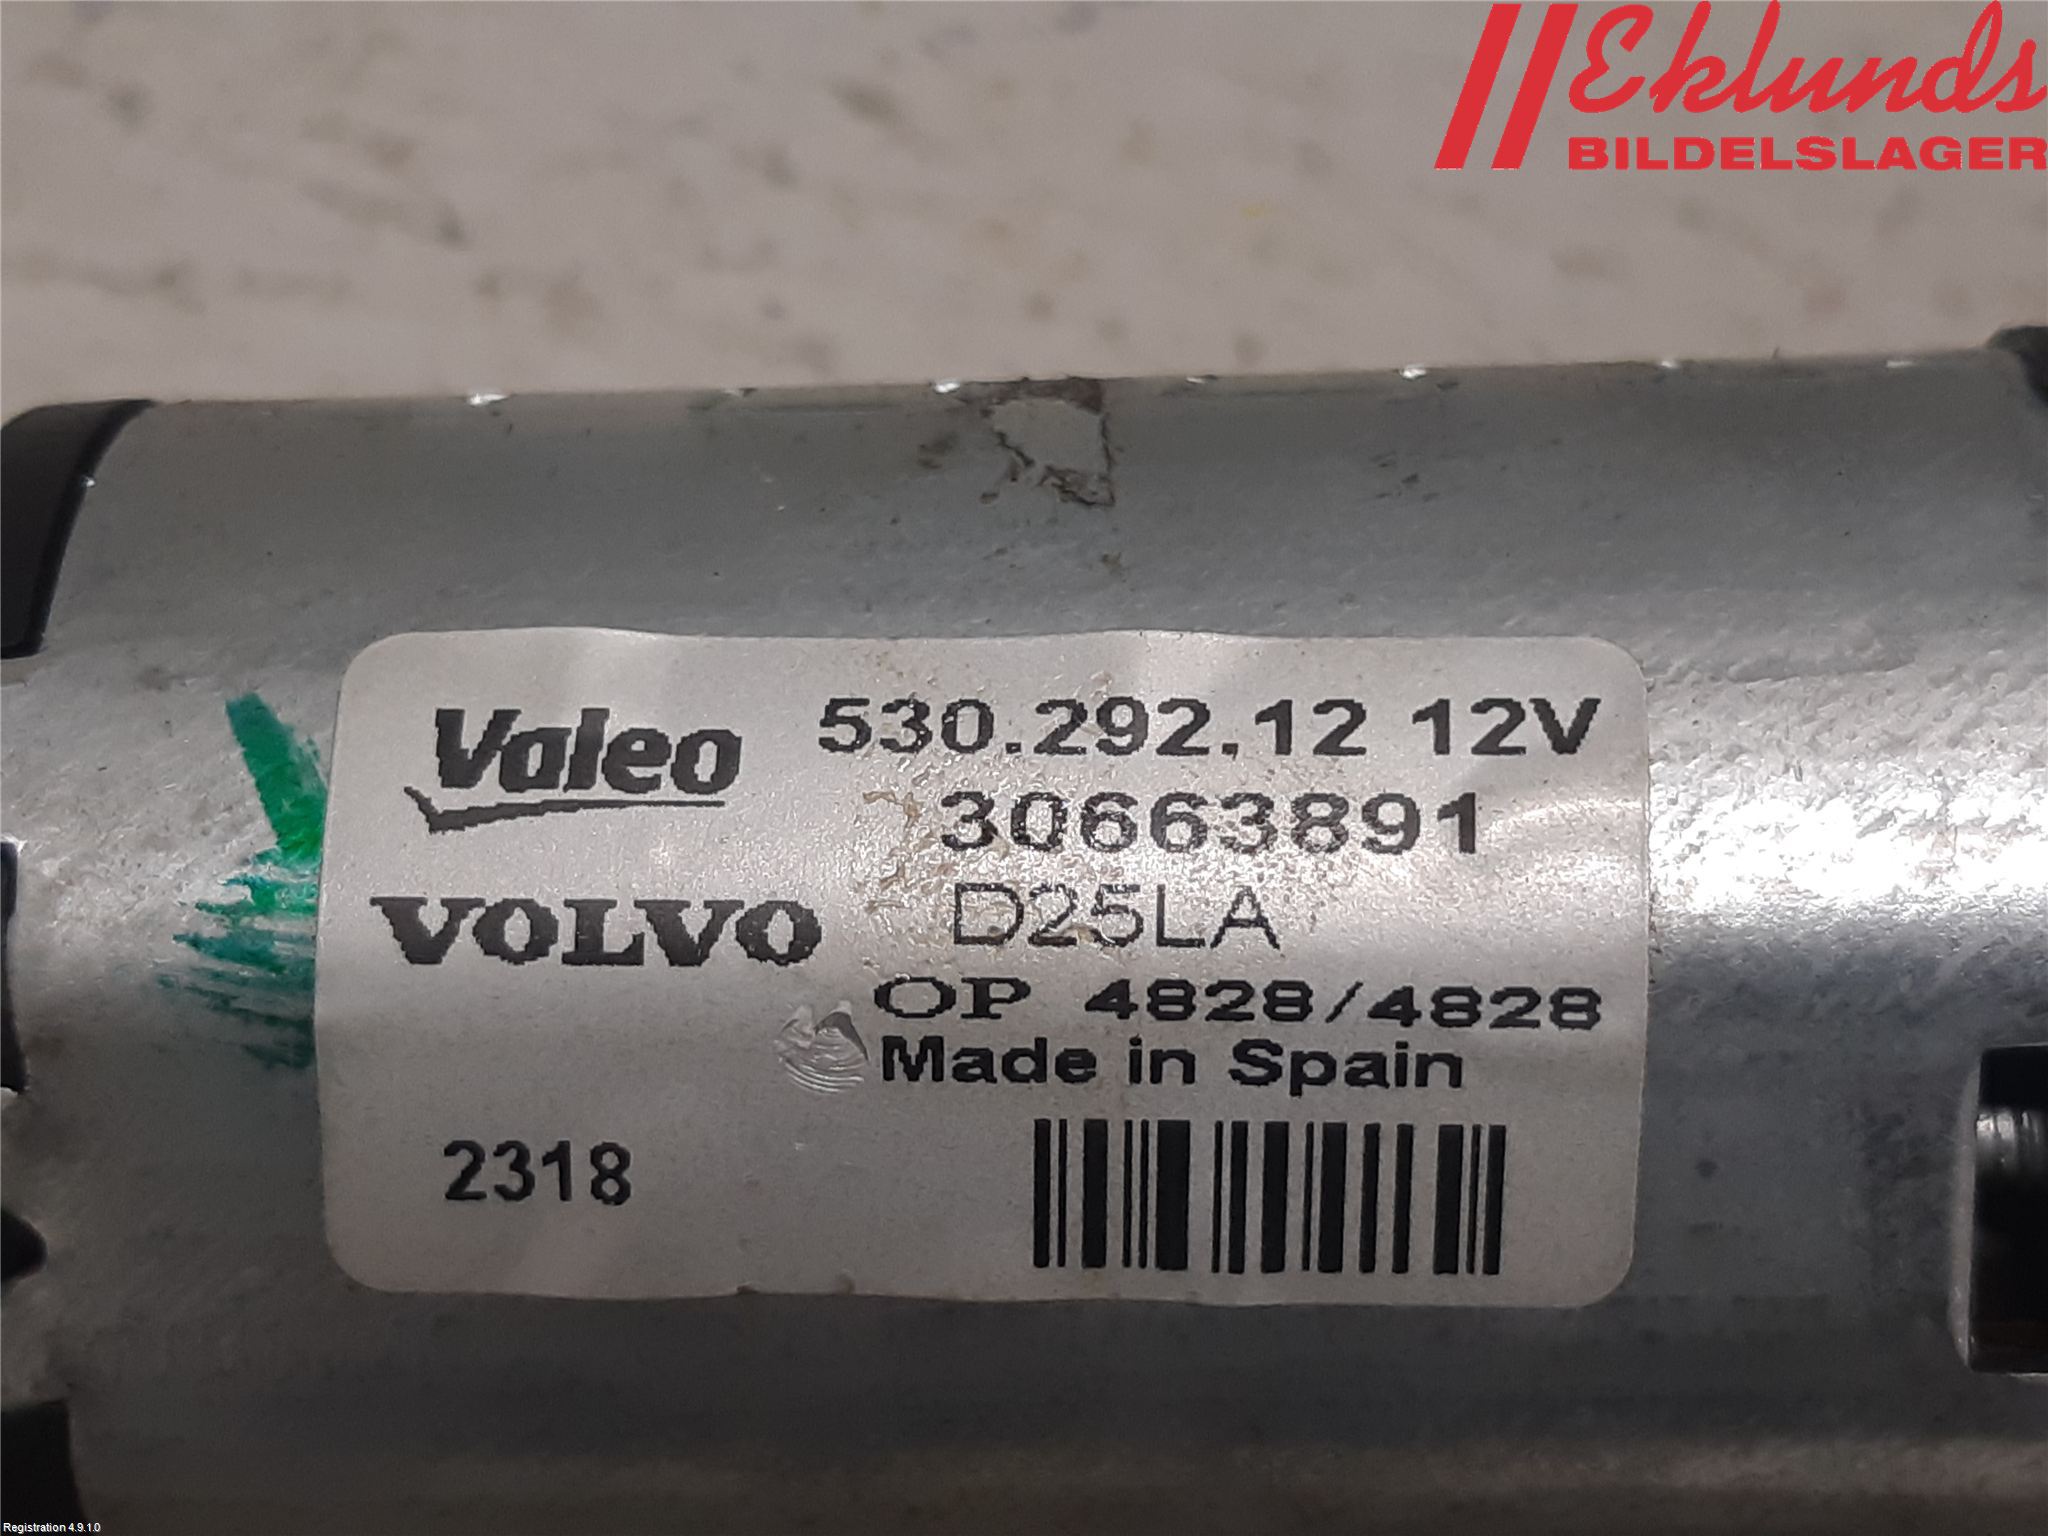 Eklunds
BILDELSLAGER
Valeo 530.292.12 12V
30663891
VOLVO D25LA
OP 4828/4828
Made in Spain
2318
Registration 4.9.1.0